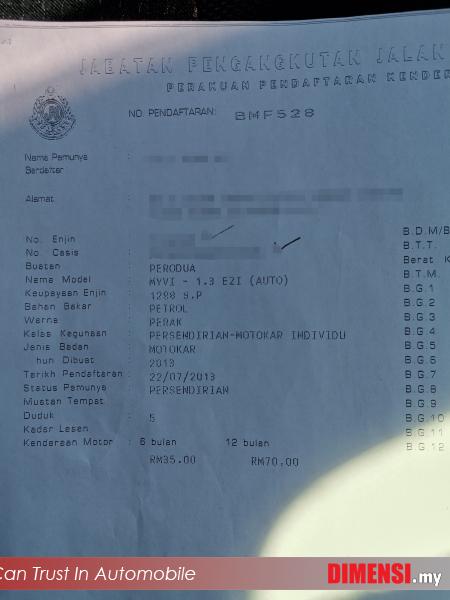 JABATAN PENGANGKUTAN JALAN
PERAKUAN PENDAFTARAN KENDER
NO PENDAFTARAN: BMF528
Nama Pemunya :
Berdaftar
Alamat :
No. Enjin :
No. Casis :
Buatan : PERODUA
Nama Model : MYVI - 1.3 EZI (AUTO)
Keupayaan Enjin : 1298 S.P
Bahan Bakar : PETROL
Warna : PERAK
Kelas Kegunaan : PERSENDIRIAN-MOTOKAR INDIVIDU
Jenis Badan : MOTOKAR
hun Dibuat : 2013
Tarikh Pendaftaran : 22/07/2013
Status Pemunya : PERSENDIRIAN
Muatan Tempat
Duduk : 5
Kadar Lesen
Kenderaan Motor : 6 bulan 12 bulan
RM35.00 RM70.00
B.D.M/B
B.T.T.
Berat K
B.T.M.
B.G.1
B.G.2
B.G.3
B.G.4
B.G.5
B.G.6
B.G.7
B.G.8
B.G.9
B.G.10
B.G.11
B.G.12
Can Trust In Automobile
DIMENSI.my